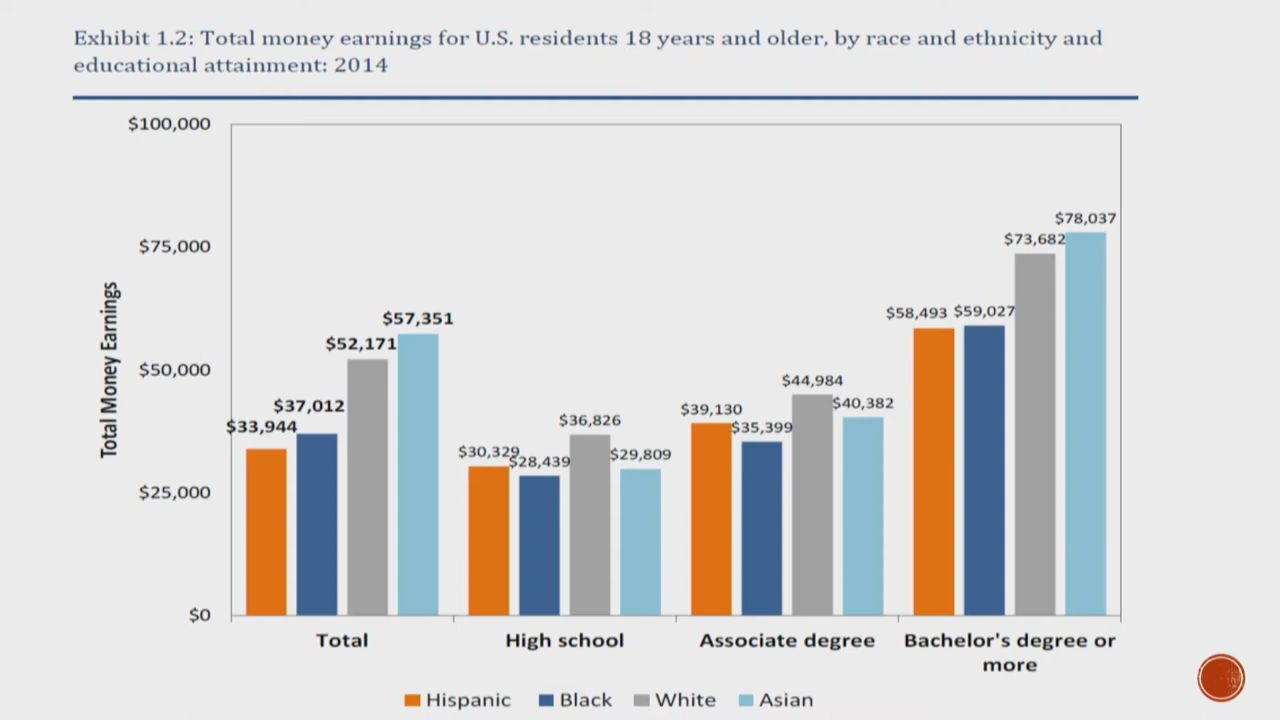 Exhibit 1.2: Total money earnings for U.S. residents 18 years and older, by race and ethnicity and
educational attainment: 2014
Total Money Earnings
$100,000
$75,000
$50,000
$25,000
$0
$33,944
$37,012
$52,171
$57,351
$30,329
$28,439
$36,826
$29,809
$39,130
$35,399
$44,984
$40,382
$58,493
$59,027
$73,682
$78,037
Total
High school
Associate degree
Bachelor's degree or
more
Hispanic
Black
White
Asian